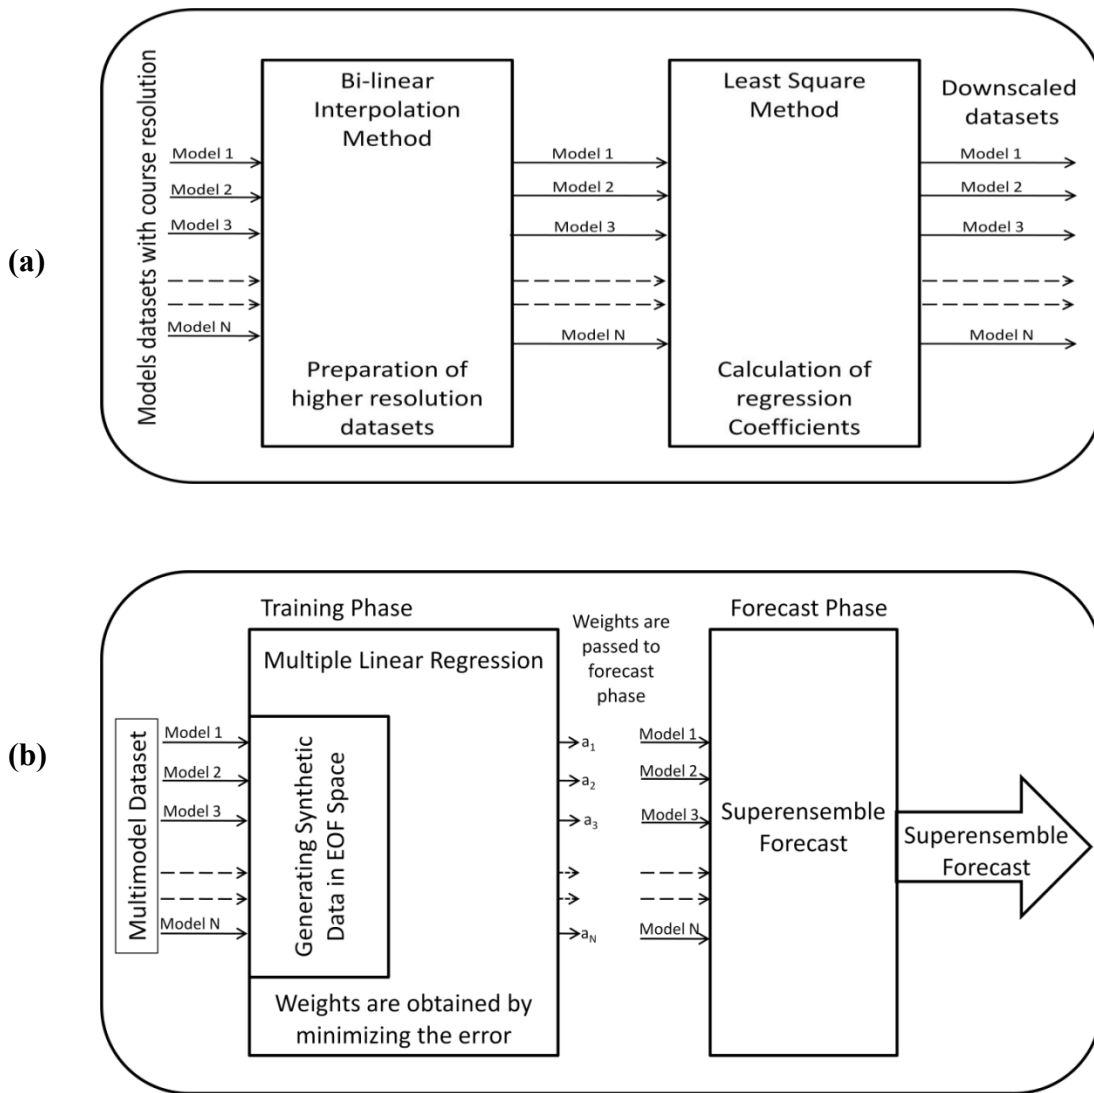 (a)
Models datasets with course resolution
Model 1
Model 2
Model 3
Model N
Bi-linear
Interpolation
Method
Preparation of
higher resolution
datasets
Model 1
Model 2
Model 3
Model N
Least Square
Method
Calculation of
regression
Coefficients
Downscaled
datasets
Model 1
Model 2
Model 3
Model N
(b)
Multimodel Dataset
Model 1
Model 2
Model 3
Model N
Training Phase
Multiple Linear Regression
Generating Synthetic
Data in EOF Space
Weights are obtained by
minimizing the error
a1
a2
a3
aN
Weights are
passed to
forecast
phase
Model 1
Model 2
Model 3
Model N
Forecast Phase
Superensemble
Forecast
Superensemble
Forecast